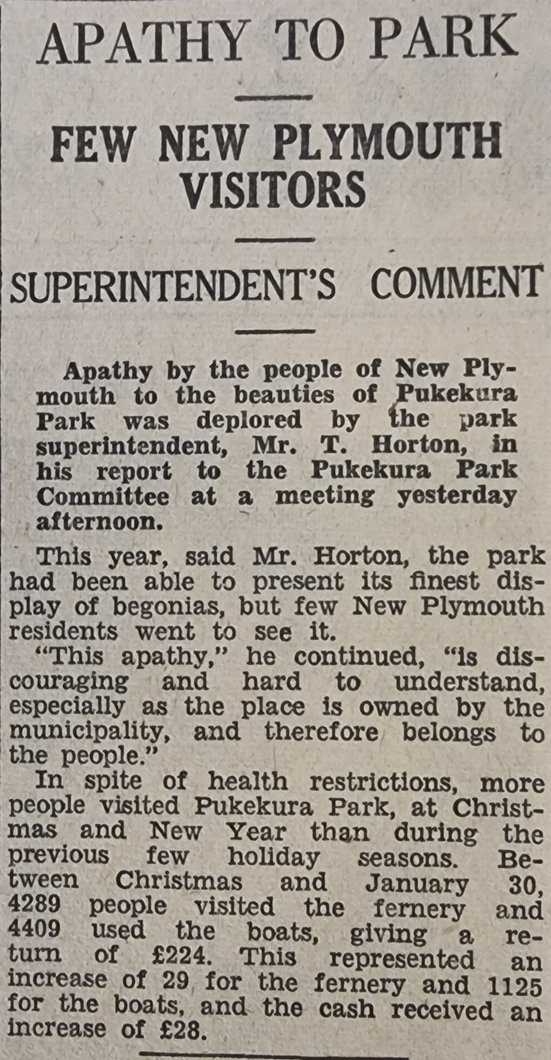 APATHY TO PARK
FEW NEW PLYMOUTH
VISITORS
SUPERINTENDENT'S COMMENT
Apathy by the people of New Ply-
mouth to the beauties of Pukekura
Park was deplored by the park
superintendent, Mr. T. Horton, in
his report to the Pukekura Park
Committee at a meeting yesterday
afternoon.
This year, said Mr. Horton, the park
had been able to present its finest dis-
play of begonias, but few New Plymouth
residents went to see it.
"This apathy," he continued, "is dis-
couraging and hard to understand,
especially as the place is owned by the
municipality, and therefore belongs to
the people."
In spite of health restrictions, more
people visited Pukekura Park, at Christ-
mas and New Year than during the
previous few holiday seasons. Be-
tween Christmas and January 30,
4289 people visited the fernery and
4409 used the boats, giving a re-
turn of £224. This represented an
increase of 29 for the fernery and 1125
for the boats, and the cash received an
increase of £28.